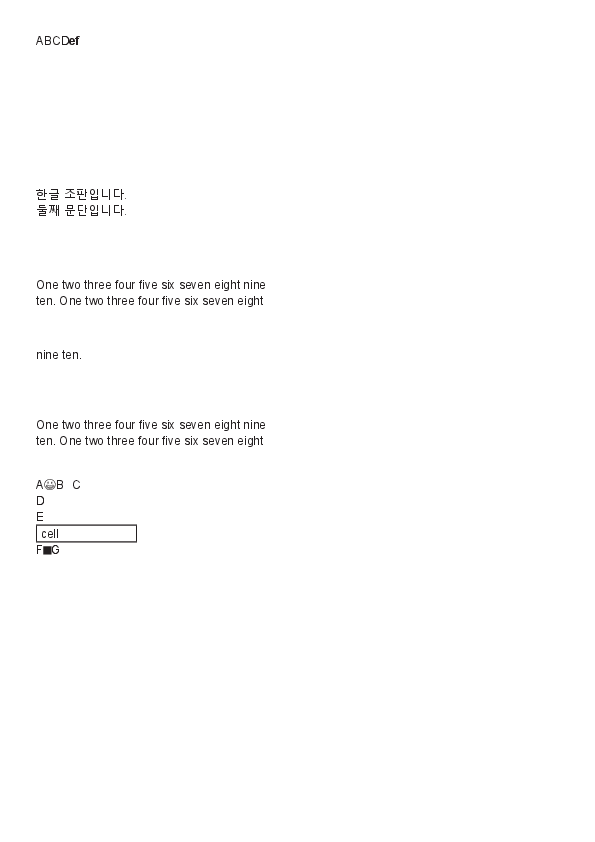 ABCDef
한글 조판입니다.
둘째 문단입니다.
One two three four five six seven eight nine
ten. One two three four five six seven eight
nine ten.
One two three four five six seven eight nine
ten. One two three four five six seven eight
A😀B C
D
E
cell
F■G